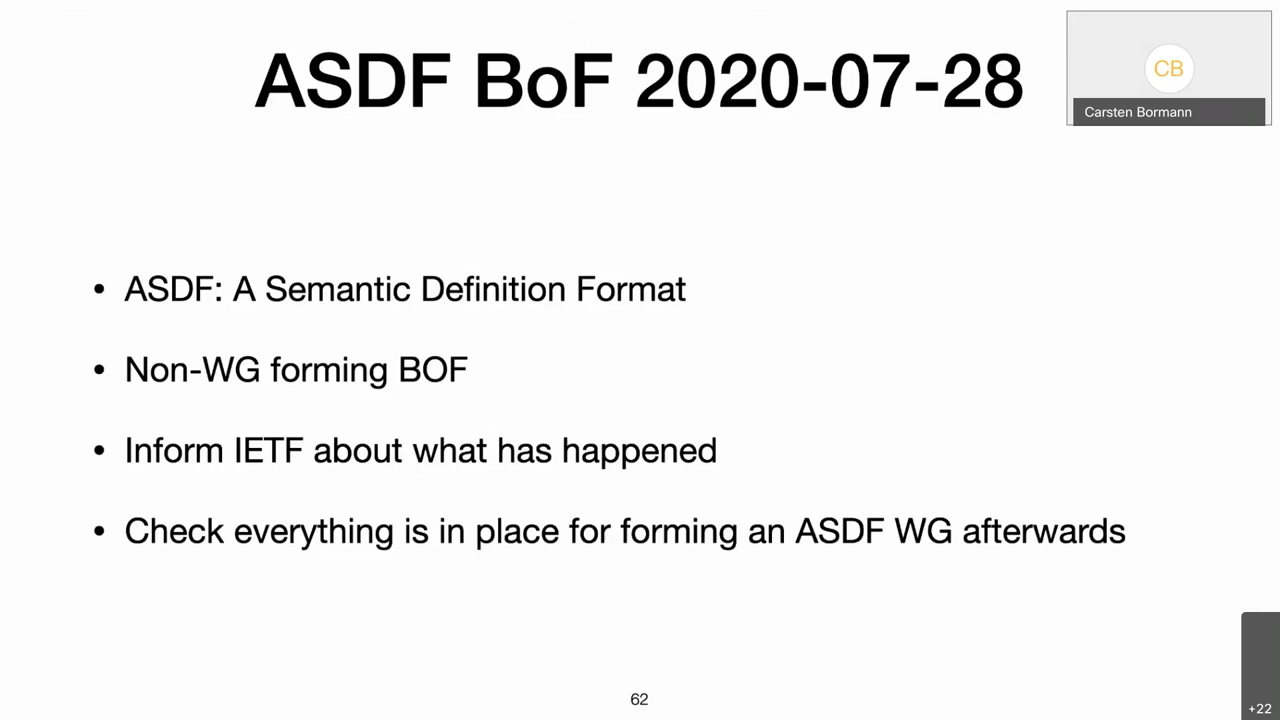 ASDF BoF 2020-07-28
CB
Carsten Bormann
• ASDF: A Semantic Definition Format
• Non-WG forming BOF
• Inform IETF about what has happened
• Check everything is in place for forming an ASDF WG afterwards
62
+22